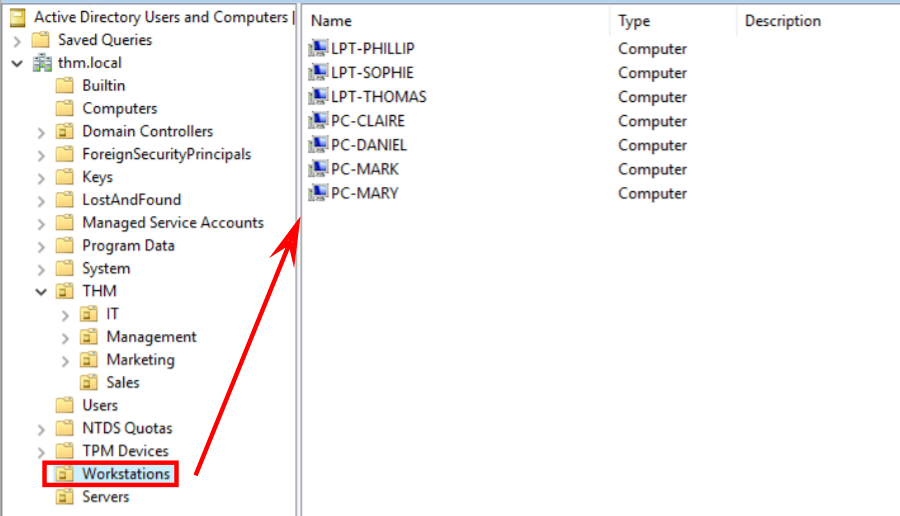 Active Directory Users and Computers [
Saved Queries
thm.local
Builtin
Computers
Domain Controllers
ForeignSecurityPrincipals
Keys
LostAndFound
Managed Service Accounts
Program Data
System
THM
IT
Management
Marketing
Sales
Users
NTDS Quotas
TPM Devices
Workstations
Servers
Name Type Description
LPT-PHILLIP Computer
LPT-SOPHIE Computer
LPT-THOMAS Computer
PC-CLAIRE Computer
PC-DANIEL Computer
PC-MARK Computer
PC-MARY Computer